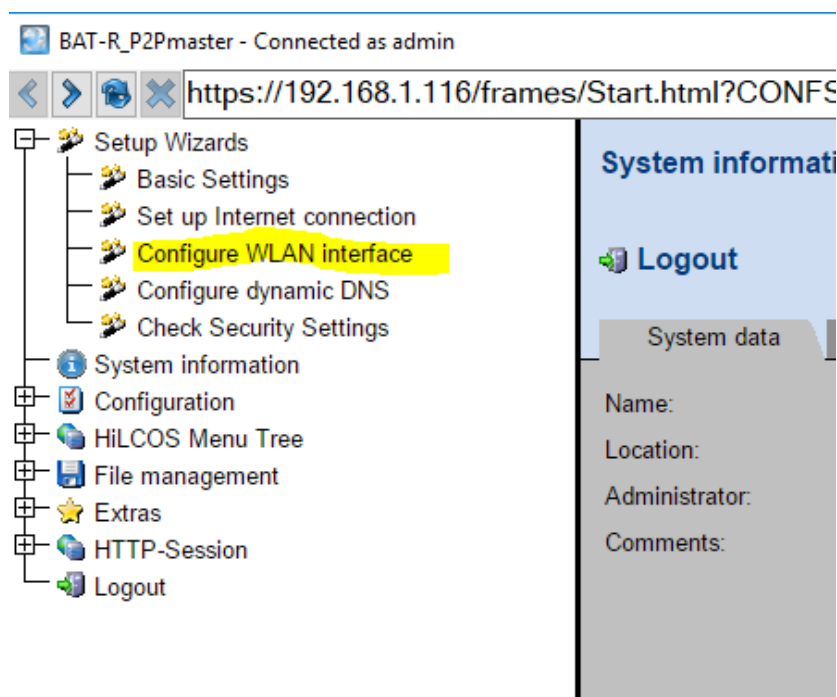 BAT-R_P2Pmaster - Connected as admin
https://192.168.1.116/frames/Start.html?CONFS
Setup Wizards
Basic Settings
Set up Internet connection
Configure WLAN interface
Configure dynamic DNS
Check Security Settings
System information
Configuration
HiLCOS Menu Tree
File management
Extras
HTTP-Session
Logout
System informati
Logout
System data
Name:
Location:
Administrator:
Comments: